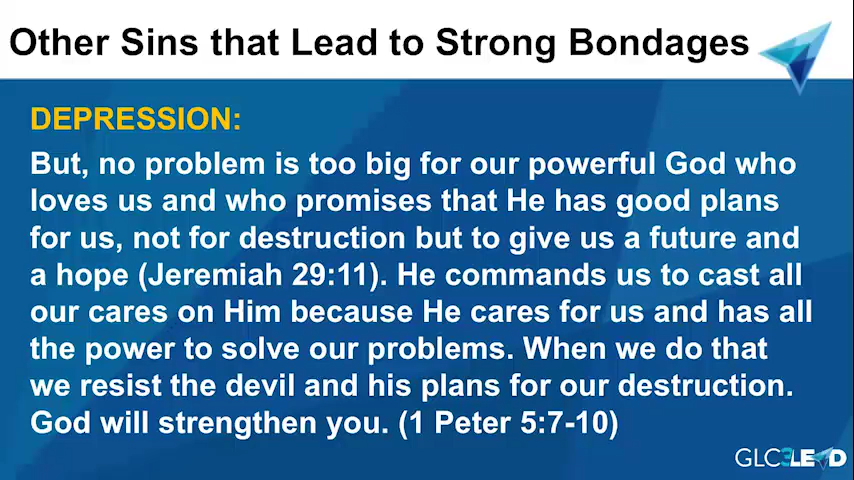 Other Sins that Lead to Strong Bondages
DEPRESSION:
But, no problem is too big for our powerful God who
loves us and who promises that He has good plans
for us, not for destruction but to give us a future and
a hope (Jeremiah 29:11). He commands us to cast all
our cares on Him because He cares for us and has all
the power to solve our problems. When we do that
we resist the devil and his plans for our destruction.
God will strengthen you. (1 Peter 5:7-10)